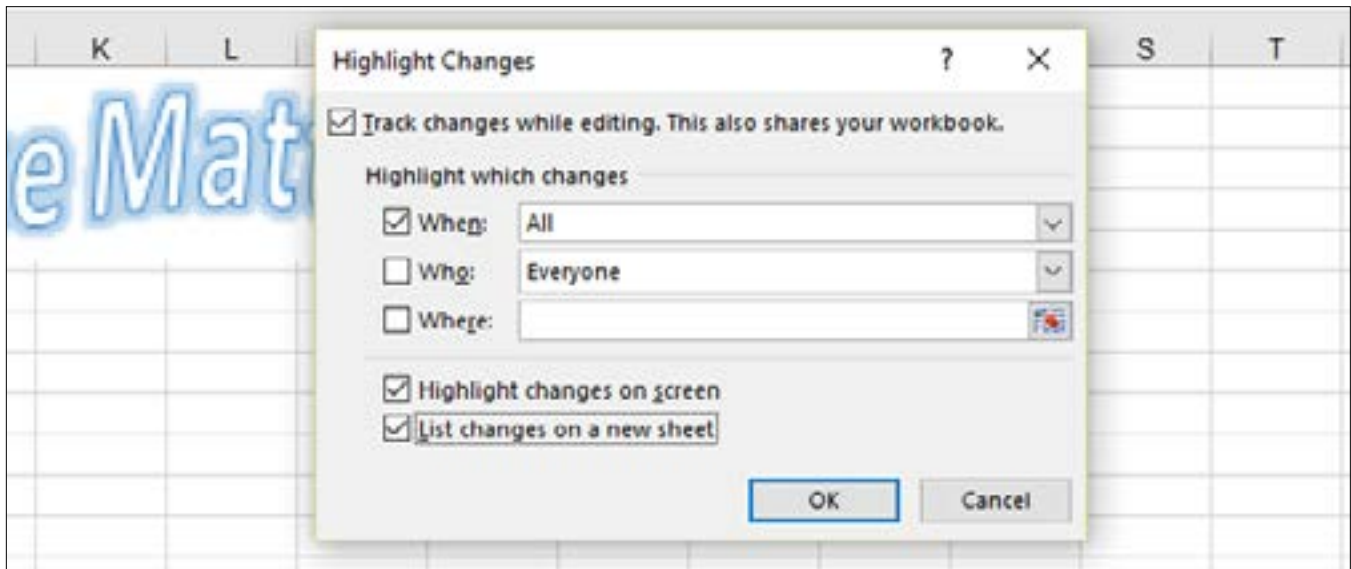 K L S T
Highlight Changes ? X
e Mat
Track changes while editing. This also shares your workbook.
Highlight which changes
When: All
Who: Everyone
Where:
Highlight changes on screen
List changes on a new sheet
OK Cancel